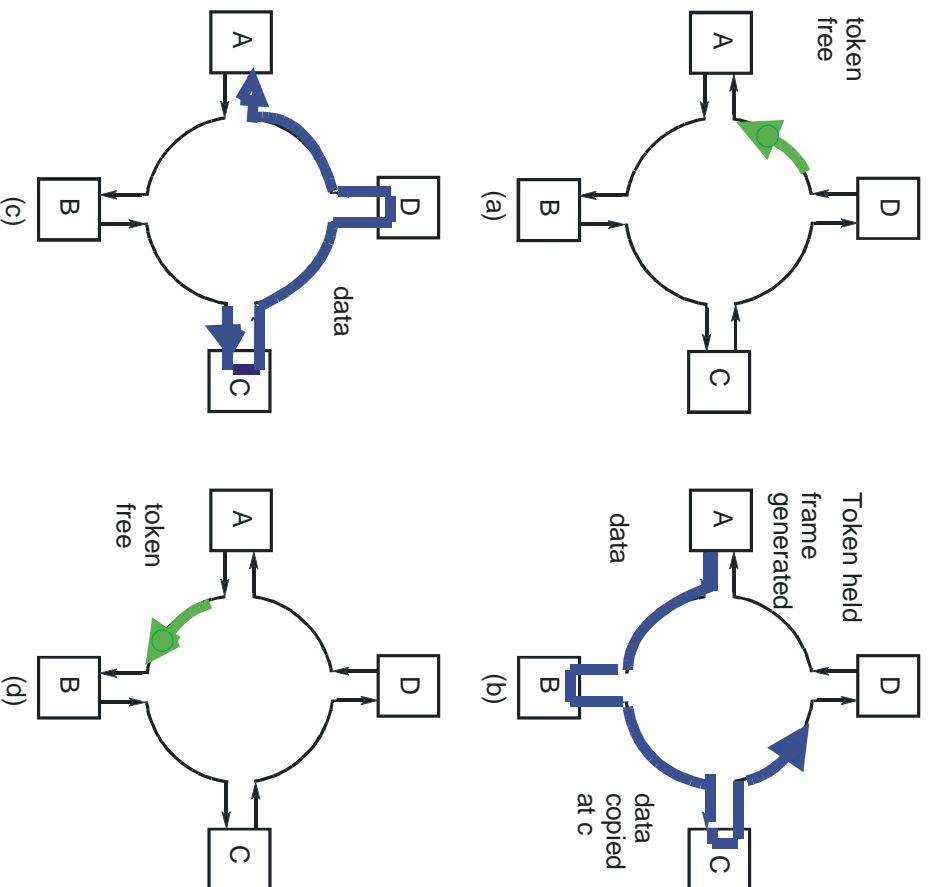 D
token
free
A
C
B
(a)
D
Token held
frame
generated
A
C
data
data
copied
at c
B
(b)
D
data
A
C
B
(c)
D
A
C
token
free
B
(d)